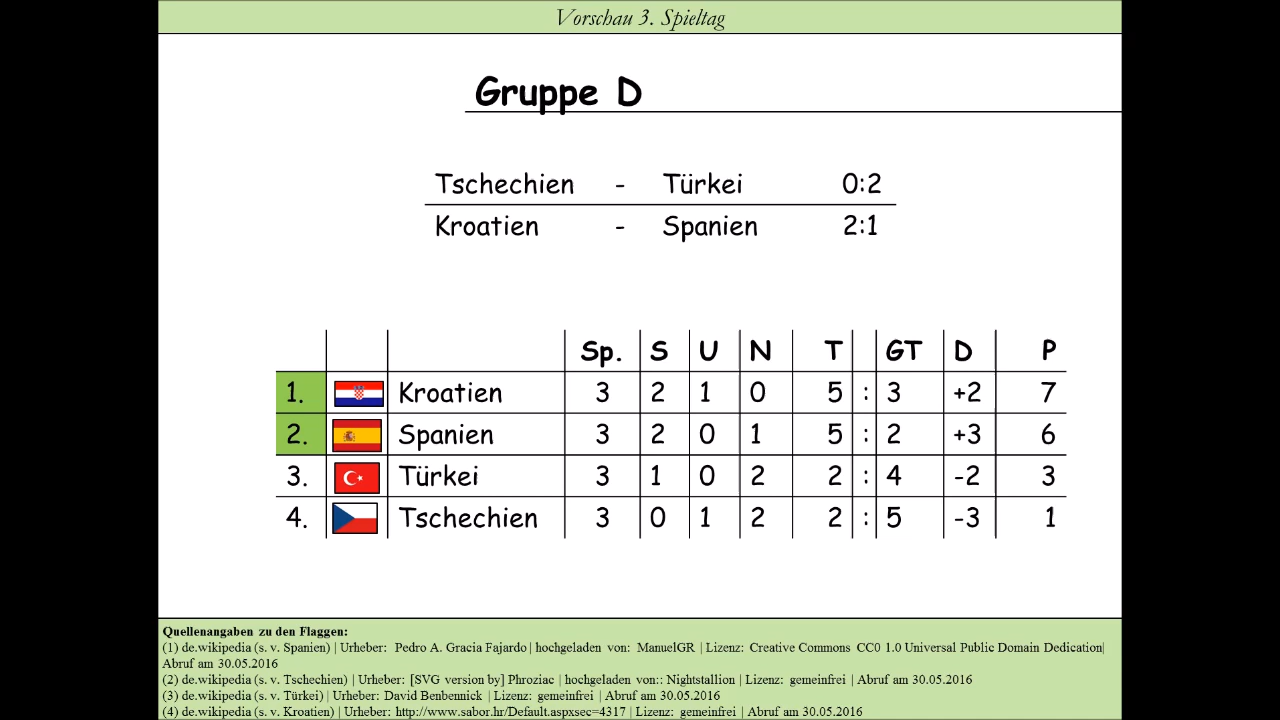 Vorschau 3. Spieltag
Gruppe D
Tschechien - Türkei 0:2
Kroatien - Spanien 2:1
Sp. S U N T GT D P
1. Kroatien 3 2 1 0 5 : 3 +2 7
2. Spanien 3 2 0 1 5 : 2 +3 6
3. Türkei 3 1 0 2 2 : 4 -2 3
4. Tschechien 3 0 1 2 2 : 5 -3 1
Quellenangaben zu den Flaggen:
(1) de.wikipedia (s. v. Spanien) | Urheber: Pedro A. Gracia Fajardo | hochgeladen von: ManuelGR | Lizenz: Creative Commons CC0 1.0 Universal Public Domain Dedication|
Abruf am 30.05.2016
(2) de.wikipedia (s. v. Tschechien) | Urheber: [SVG version by] Phroziac | hochgeladen von:: Nightstallion | Lizenz: gemeinfrei | Abruf am 30.05.2016
(3) de.wikipedia (s. v. Türkei) | Urheber: David Benbennick | Lizenz: gemeinfrei | Abruf am 30.05.2016
(4) de.wikipedia (s. v. Kroatien) | Urheber: http://www.sabor.hr/Default.aspxsec=4317 | Lizenz: gemeinfrei | Abruf am 30.05.2016